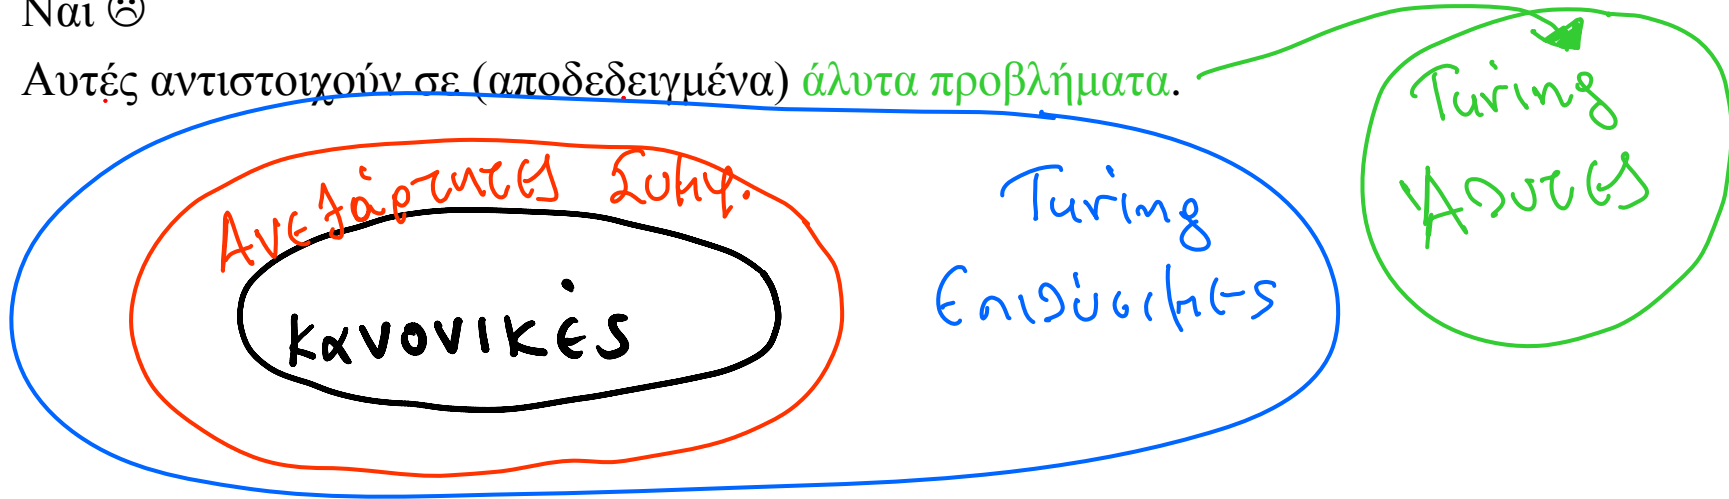 Ναι ☹
Αυτές αντιστοιχούν σε (αποδεδειγμένα) άλυτα προβλήματα.
Turing
Άλυτες
Ανεξάρτητες Συμφ.
Turing
Επιλύσιμες
κανονικές